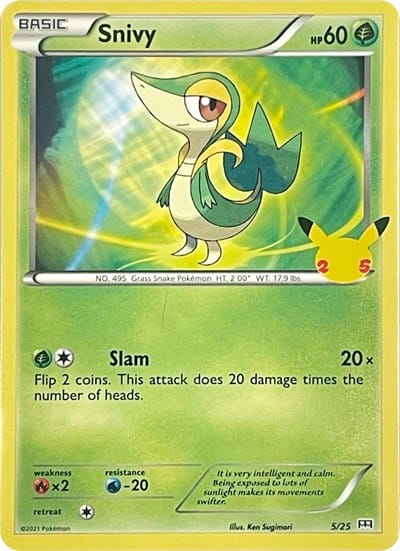 BASIC
Snivy
HP60
25
NO. 495 Grass Snake Pokémon HT: 2'00" WT: 17.9 lbs.
Slam 20×
Flip 2 coins. This attack does 20 damage times the
number of heads.
weakness resistance
×2 -20
retreat
It is very intelligent and calm.
Being exposed to lots of
sunlight makes its movements
swifter.
©2021 Pokémon
Illus. Ken Sugimori
5/25